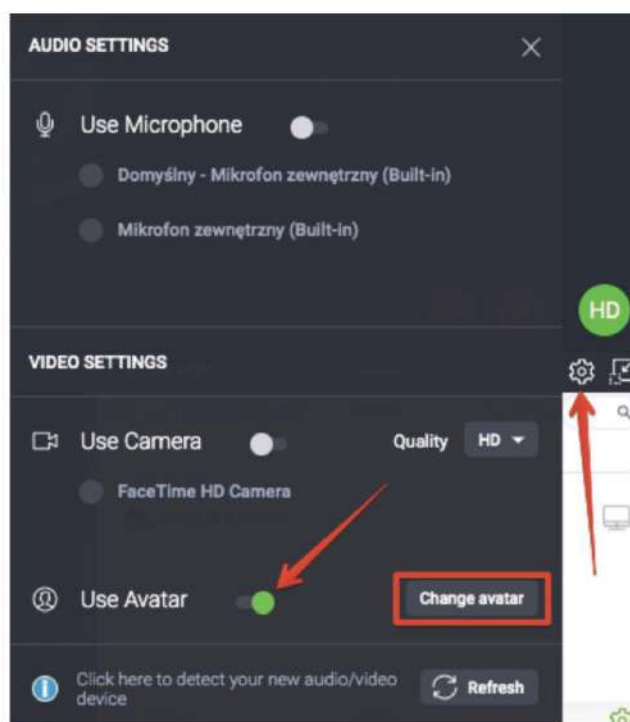 AUDIO SETTINGS
Use Microphone
Domyślny - Mikrofon zewnętrzny (Built-in)
Mikrofon zewnętrzny (Built-in)
HD
VIDEO SETTINGS
Use Camera
Quality HD
FaceTime HD Camera
Use Avatar
Change avatar
Click here to detect your new audio/video
device
Refresh